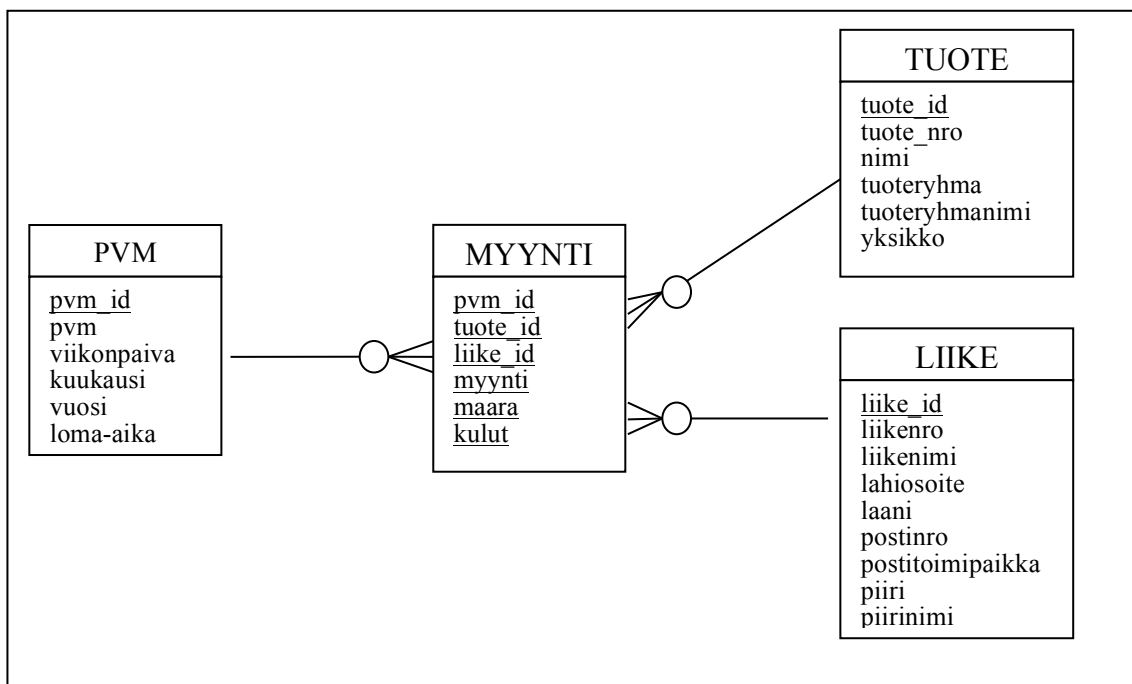 PVM
pvm_id
pvm
viikonpaiva
kuukausi
vuosi
loma-aika
MYYNTI
pvm_id
tuote_id
liike_id
myynti
maara
kulut
TUOTE
tuote_id
tuote_nro
nimi
tuoteryhma
tuoteryhmanimi
yksikko
LIIKE
liike_id
liikenro
liikenimi
lahiosoite
laani
postinro
postitoimipaikka
piiri
piirinimi